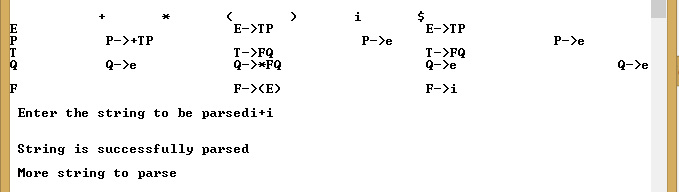 + * ( ) i $
E E->TP E->TP
P P->+TP P->e P->e
T T->FQ T->FQ
Q Q->e Q->*FQ Q->e Q->e
F F->(E) F->i
Enter the string to be parsedi+i
String is successfully parsed
More string to parse